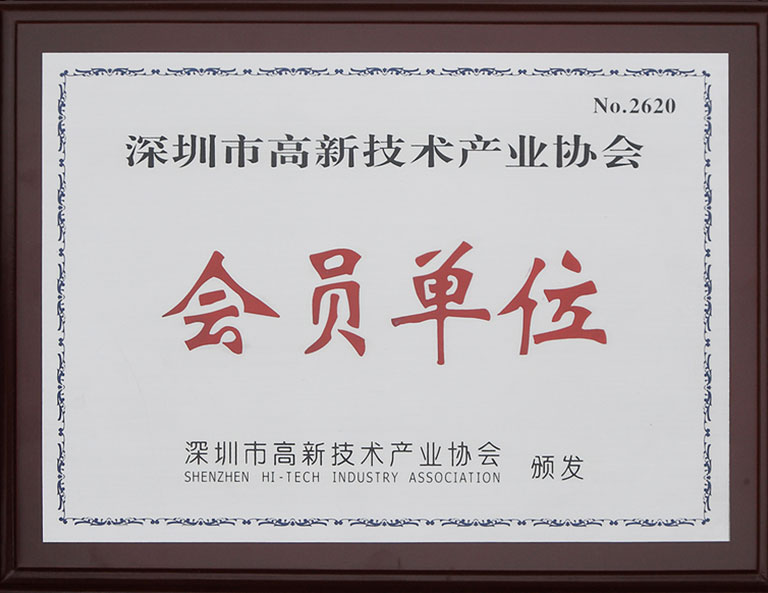 No.2620
深圳市高新技术产业协会
会员单位
深圳市高新技术产业协会 颁发
SHENZHEN HI-TECH INDUSTRY ASSOCIATION